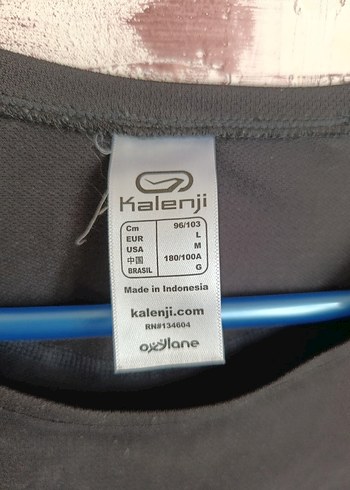 Kalenji
Cm 96/103
EUR L
USA M
中国 180/100A
BRASIL G
Made in Indonesia
kalenji.com
RN#134604
oxylane